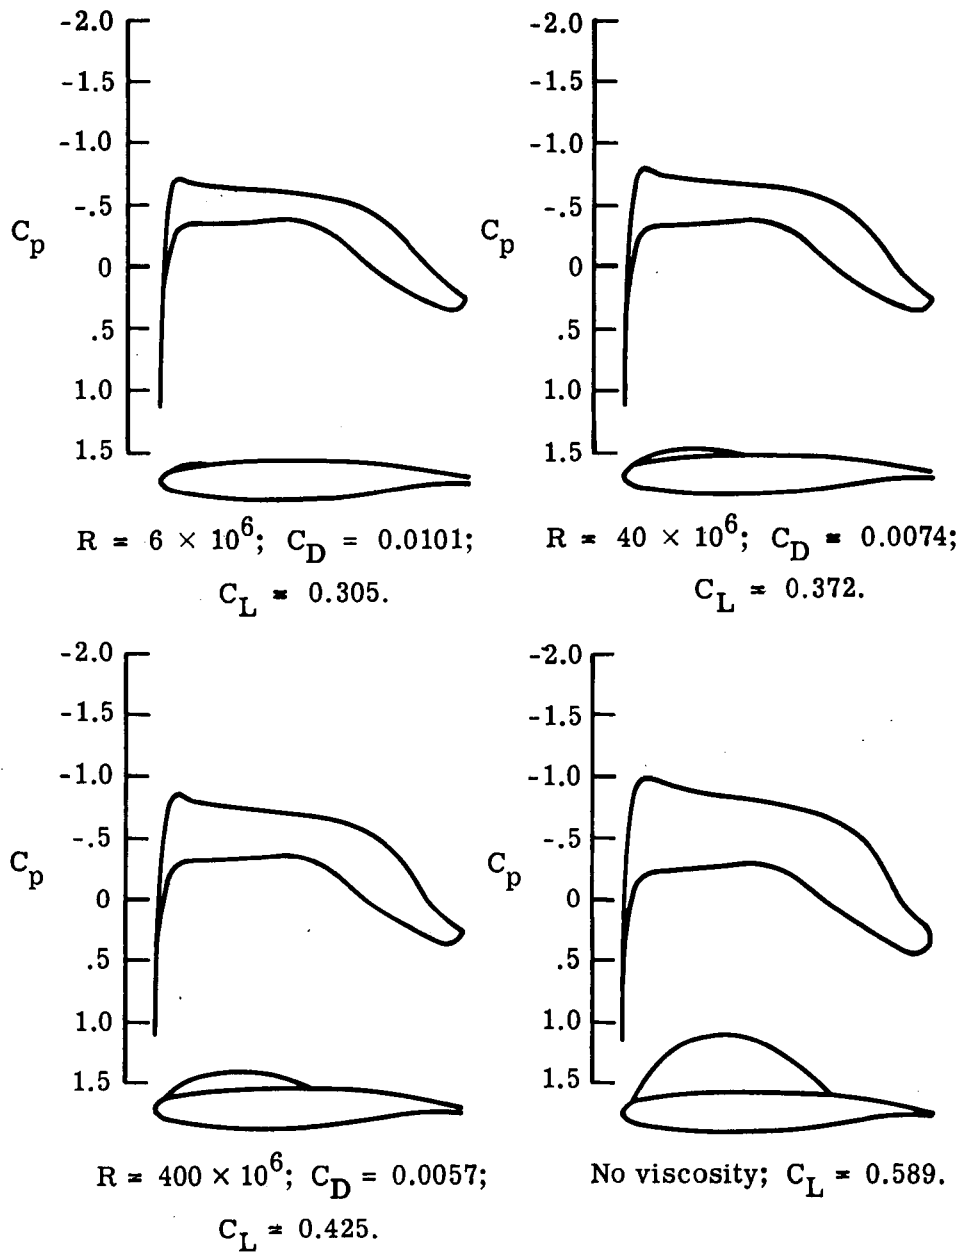 -2.0
-1.5
-1.0
-.5
C_p
0
.5
1.0
1.5
R = 6 × 10^6; C_D = 0.0101;
C_L = 0.305.
-2.0
-1.5
-1.0
-.5
C_p
0
.5
1.0
1.5
R = 40 × 10^6; C_D = 0.0074;
C_L = 0.372.
-2.0
-1.5
-1.0
-.5
C_p
0
.5
1.0
1.5
R = 400 × 10^6; C_D = 0.0057;
C_L = 0.425.
-2.0
-1.5
-1.0
-.5
C_p
0
.5
1.0
1.5
No viscosity; C_L = 0.589.